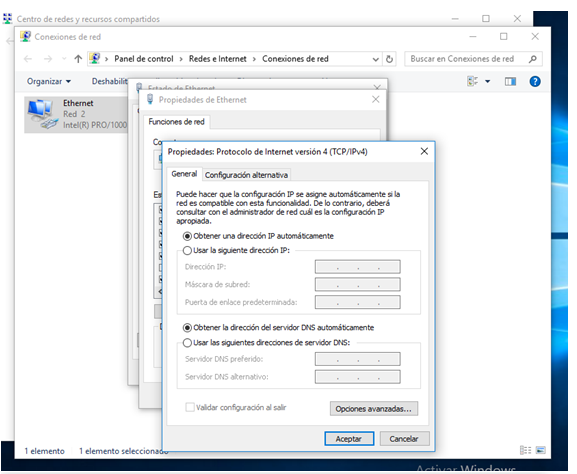 Centro de redes y recursos compartidos
Conexiones de red
Panel de control > Redes e Internet > Conexiones de red
Buscar en Conexiones de red
Organizar
Deshabilit
Estado de Ethernet
Propiedades de Ethernet
Ethernet
Red 2
Intel(R) PRO/1000
Funciones de red
Propiedades: Protocolo de Internet versión 4 (TCP/IPv4)
General
Configuración alternativa
Puede hacer que la configuración IP se asigne automáticamente si la
red es compatible con esta funcionalidad. De lo contrario, deberá
consultar con el administrador de red cuál es la configuración IP
apropiada.
Obtener una dirección IP automáticamente
Usar la siguiente dirección IP:
Dirección IP:
Máscara de subred:
Puerta de enlace predeterminada:
Obtener la dirección del servidor DNS automáticamente
Usar las siguientes direcciones de servidor DNS:
Servidor DNS preferido:
Servidor DNS alternativo:
Validar configuración al salir
Opciones avanzadas...
Aceptar
Cancelar
1 elemento
1 elemento seleccionado
Activar Windows